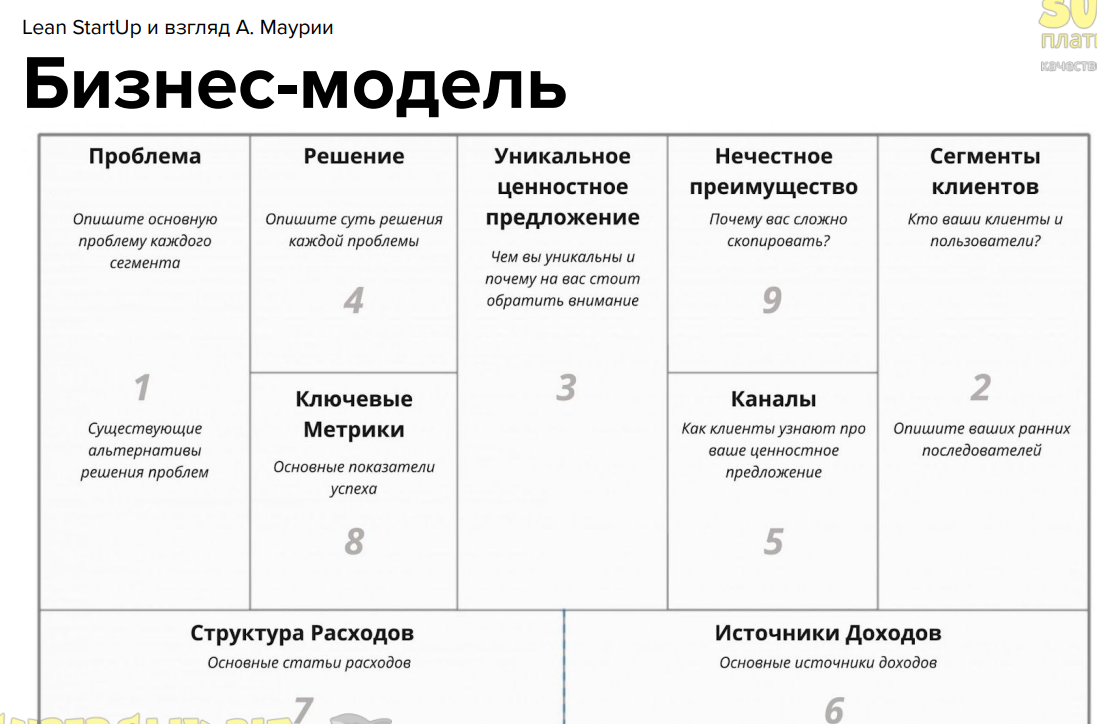 Lean StartUp и взгляд А. Маурии
Бизнес-модель
Проблема
Опишите основную
проблему каждого
сегмента
1
Существующие
альтернативы
решения проблем
Решение
Опишите суть решения
каждой проблемы
4
Ключевые
Метрики
Основные показатели
успеха
8
Уникальное
ценностное
предложение
Чем вы уникальны и
почему на вас стоит
обратить внимание
3
Нечестное
преимущество
Почему вас сложно
скопировать?
9
Каналы
Как клиенты узнают про
ваше ценностное
предложение
5
Сегменты
клиентов
Кто ваши клиенты и
пользователи?
2
Опишите ваших ранних
последователей
Структура Расходов
Основные статьи расходов
7
Источники Доходов
Основные источники доходов
6